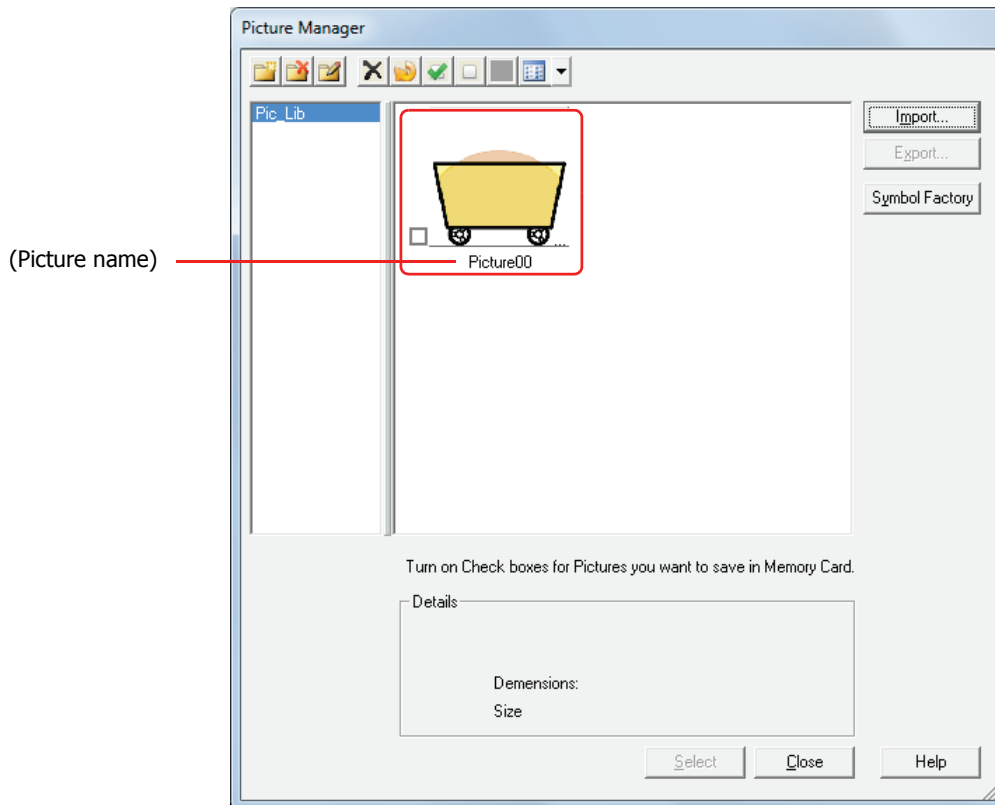 Picture Manager
Pic_Lib
Import...
Export...
Symbol Factory
...
(Picture name)
Picture00
Turn on Check boxes for Pictures you want to save in Memory Card.
Details
Demensions:
Size
Select
Close
Help